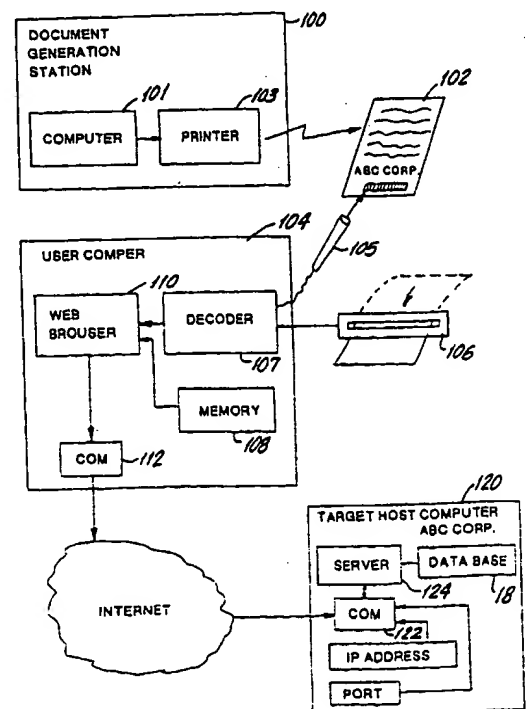 100
DOCUMENT
GENERATION
STATION
101
103
COMPUTER
PRINTER
102
ABC CORP.
104
105
USER COMPER
110
WEB
BROUSER
DECODER
107
106
MEMORY
108
COM
112
120
TARGET HOST COMPUTER
ABC CORP.
SERVER
DATA BASE
124
18
INTERNET
COM
122
IP ADDRESS
PORT